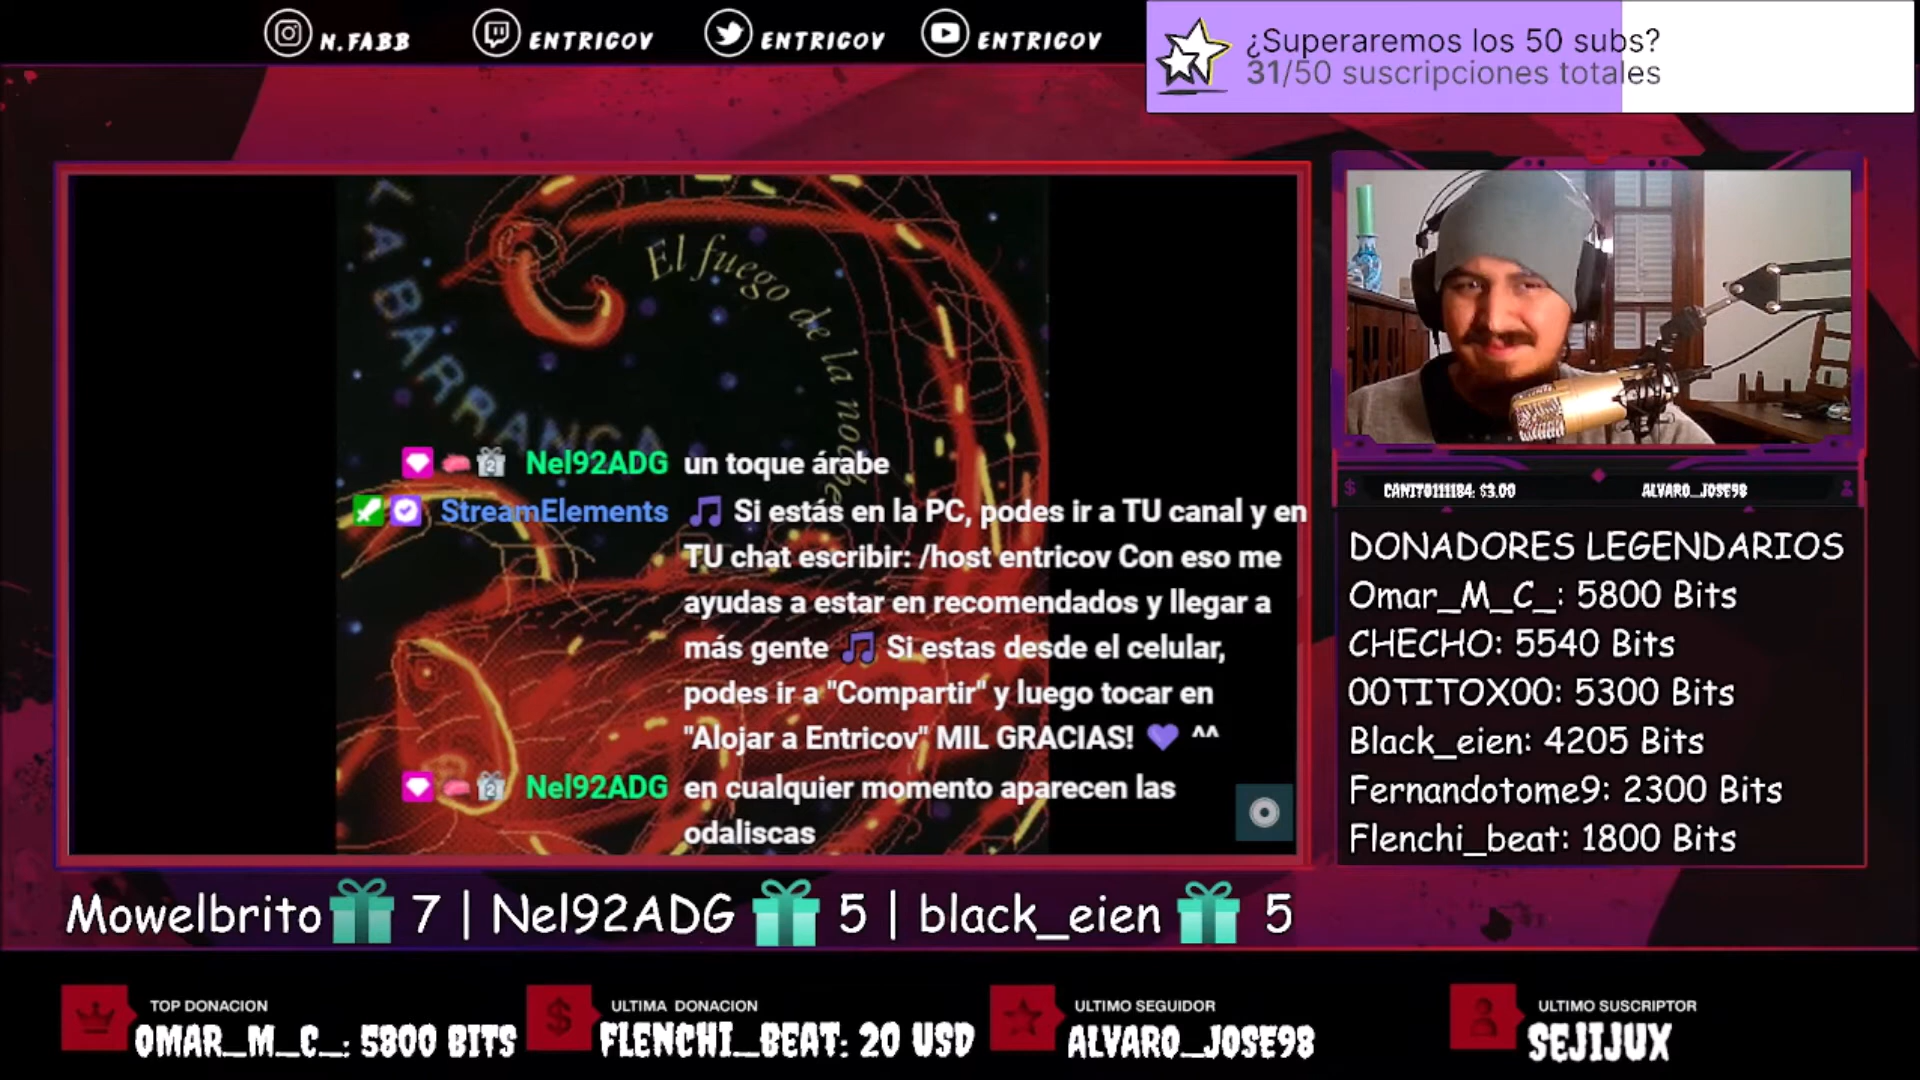 N.FABB
ENTRICOV
ENTRICOV
ENTRICOV
¿Superaremos los 50 subs?
31/50 suscripciones totales
LA BARRANCA
El fuego de la noche
Nel92ADG un toque árabe
StreamElements 🎵 Si estás en la PC, podes ir a TU canal y en
TU chat escribir: /host entricov Con eso me
ayudas a estar en recomendados y llegar a
más gente 🎵 Si estas desde el celular,
podes ir a "Compartir" y luego tocar en
"Alojar a Entricov" MIL GRACIAS! 💜 ^^
Nel92ADG en cualquier momento aparecen las
odaliscas
CANITO111184: $3.00
ALVARO_JOSE98
DONADORES LEGENDARIOS
Omar_M_C_: 5800 Bits
CHECHO: 5540 Bits
00TITOX00: 5300 Bits
Black_eien: 4205 Bits
Fernandotome9: 2300 Bits
Flenchi_beat: 1800 Bits
Mowelbrito 7 | Nel92ADG 5 | black_eien 5
TOP DONACION
OMAR_M_C_: 5800 BITS
ULTIMA DONACION
FLENCHI_BEAT: 20 USD
ULTIMO SEGUIDOR
ALVARO_JOSE98
ULTIMO SUSCRIPTOR
SEJIJUX